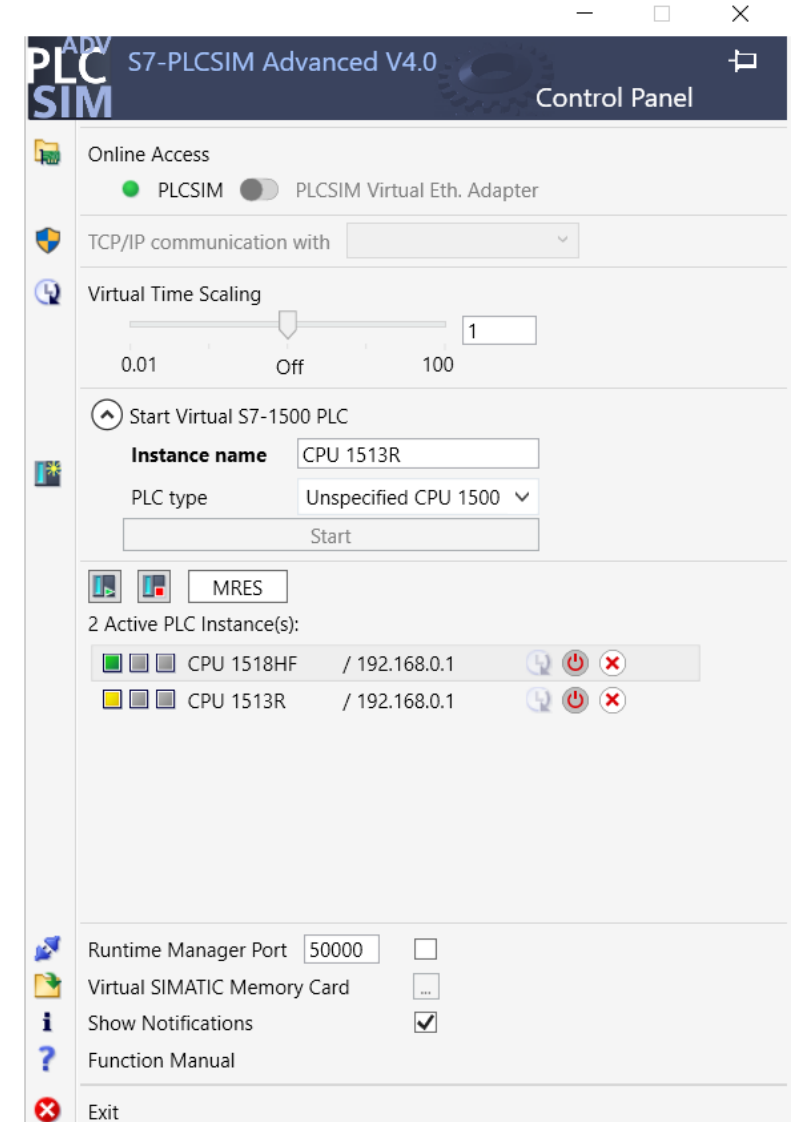 ADV
PLC
SIM
S7-PLCSIM Advanced V4.0
Control Panel
Online Access
PLCSIM PLCSIM Virtual Eth. Adapter
TCP/IP communication with
Virtual Time Scaling
1
0.01 Off 100
Start Virtual S7-1500 PLC
Instance name CPU 1513R
PLC type Unspecified CPU 1500
Start
MRES
2 Active PLC Instance(s):
CPU 1518HF / 192.168.0.1
CPU 1513R / 192.168.0.1
Runtime Manager Port 50000
Virtual SIMATIC Memory Card ...
Show Notifications
Function Manual
Exit